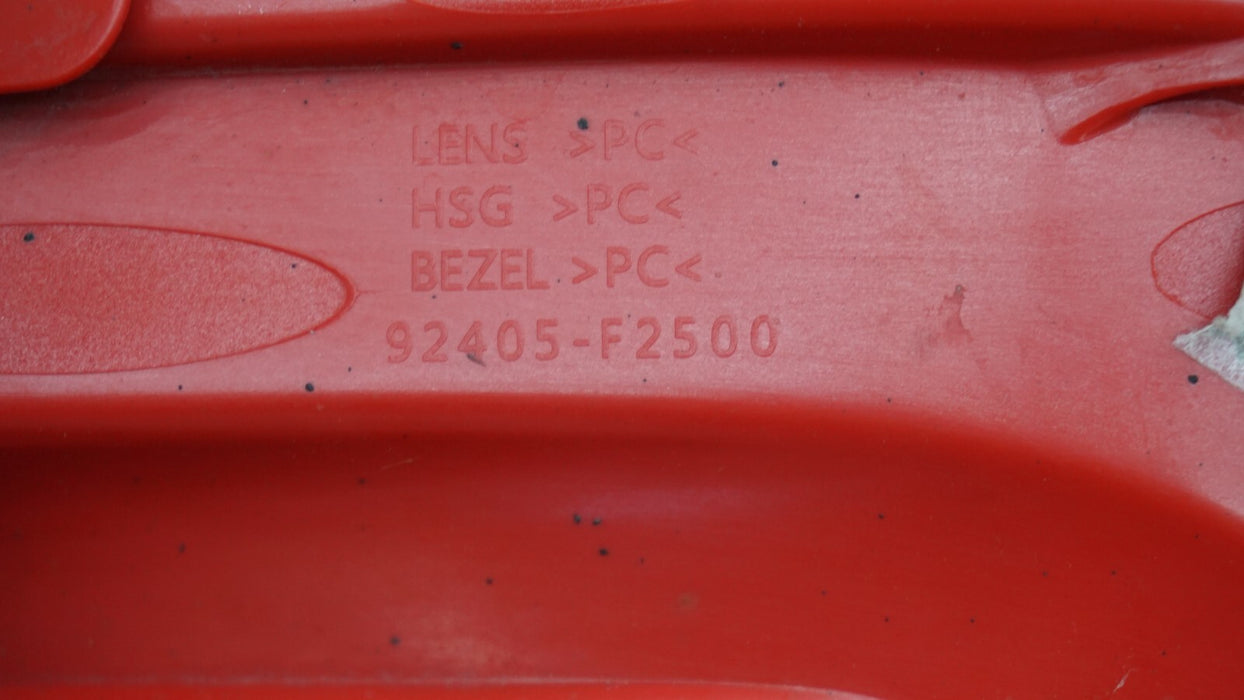 LENS >PC<
HSG >PC<
BEZEL >PC<
92405-F2500